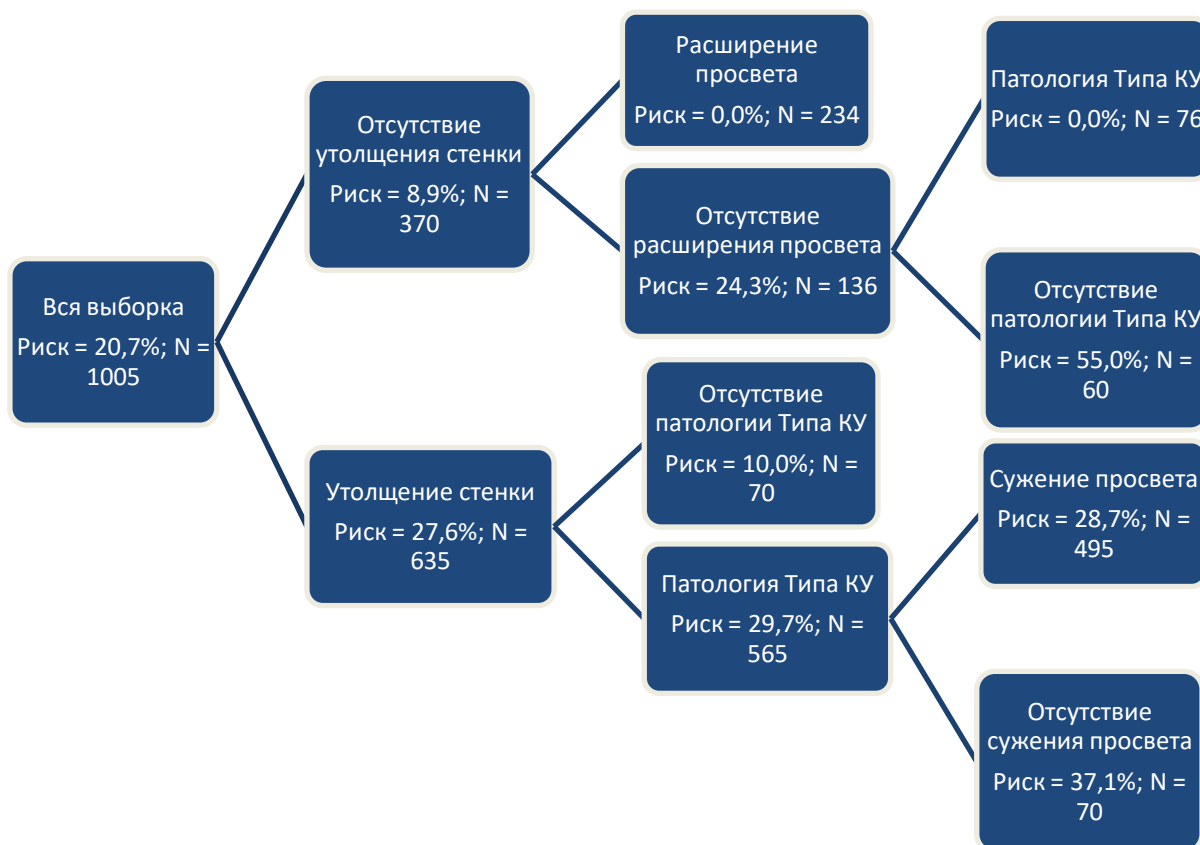 Вся выборка
Риск = 20,7%; N =
1005
Отсутствие
утолщения стенки
Риск = 8,9%; N =
370
Утолщение стенки
Риск = 27,6%; N =
635
Расширение
просвета
Риск = 0,0%; N = 234
Отсутствие
расширения просвета
Риск = 24,3%; N = 136
Отсутствие
патологии Типа КУ
Риск = 10,0%; N =
70
Патология Типа КУ
Риск = 29,7%; N =
565
Патология Типа КУ
Риск = 0,0%; N = 76
Отсутствие
патологии Типа КУ
Риск = 55,0%; N =
60
Сужение просвета
Риск = 28,7%; N =
495
Отсутствие
сужения просвета
Риск = 37,1%; N =
70